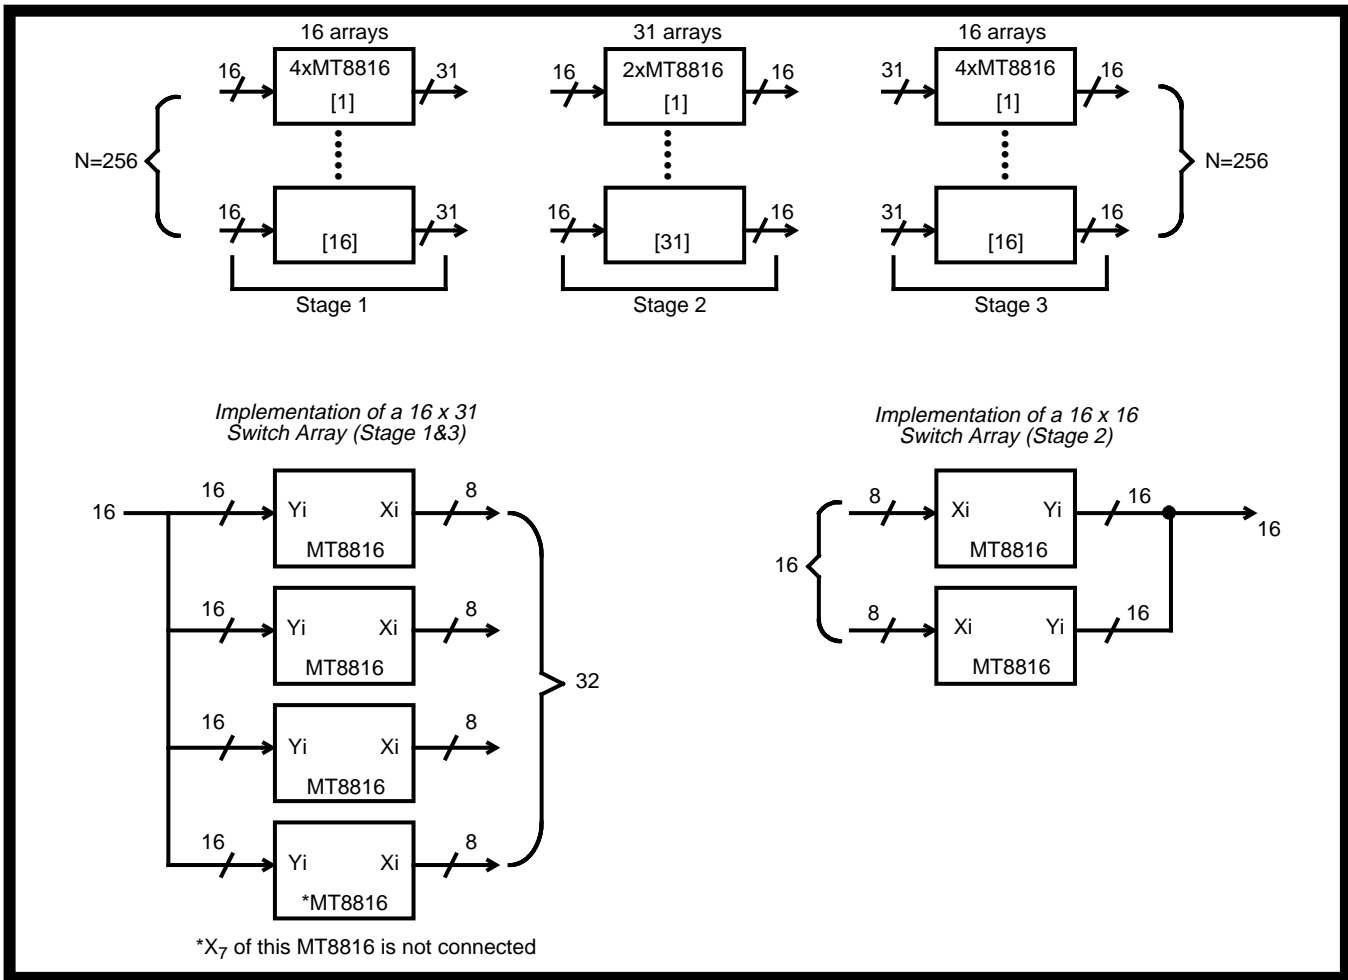 16 arrays
31 arrays
16 arrays
16
4xMT8816
[1]
31
16
2xMT8816
[1]
16
31
4xMT8816
[1]
16
N=256
N=256
16
[16]
31
16
[31]
16
31
[16]
16
Stage 1
Stage 2
Stage 3
Implementation of a 16 x 31
Switch Array (Stage 1&3)
16
16
Yi Xi
MT8816
8
16
Yi Xi
MT8816
8
32
16
Yi Xi
MT8816
8
16
Yi Xi
*MT8816
8
*X7 of this MT8816 is not connected
Implementation of a 16 x 16
Switch Array (Stage 2)
8
Xi Yi
MT8816
16
16
16
8
Xi Yi
MT8816
16